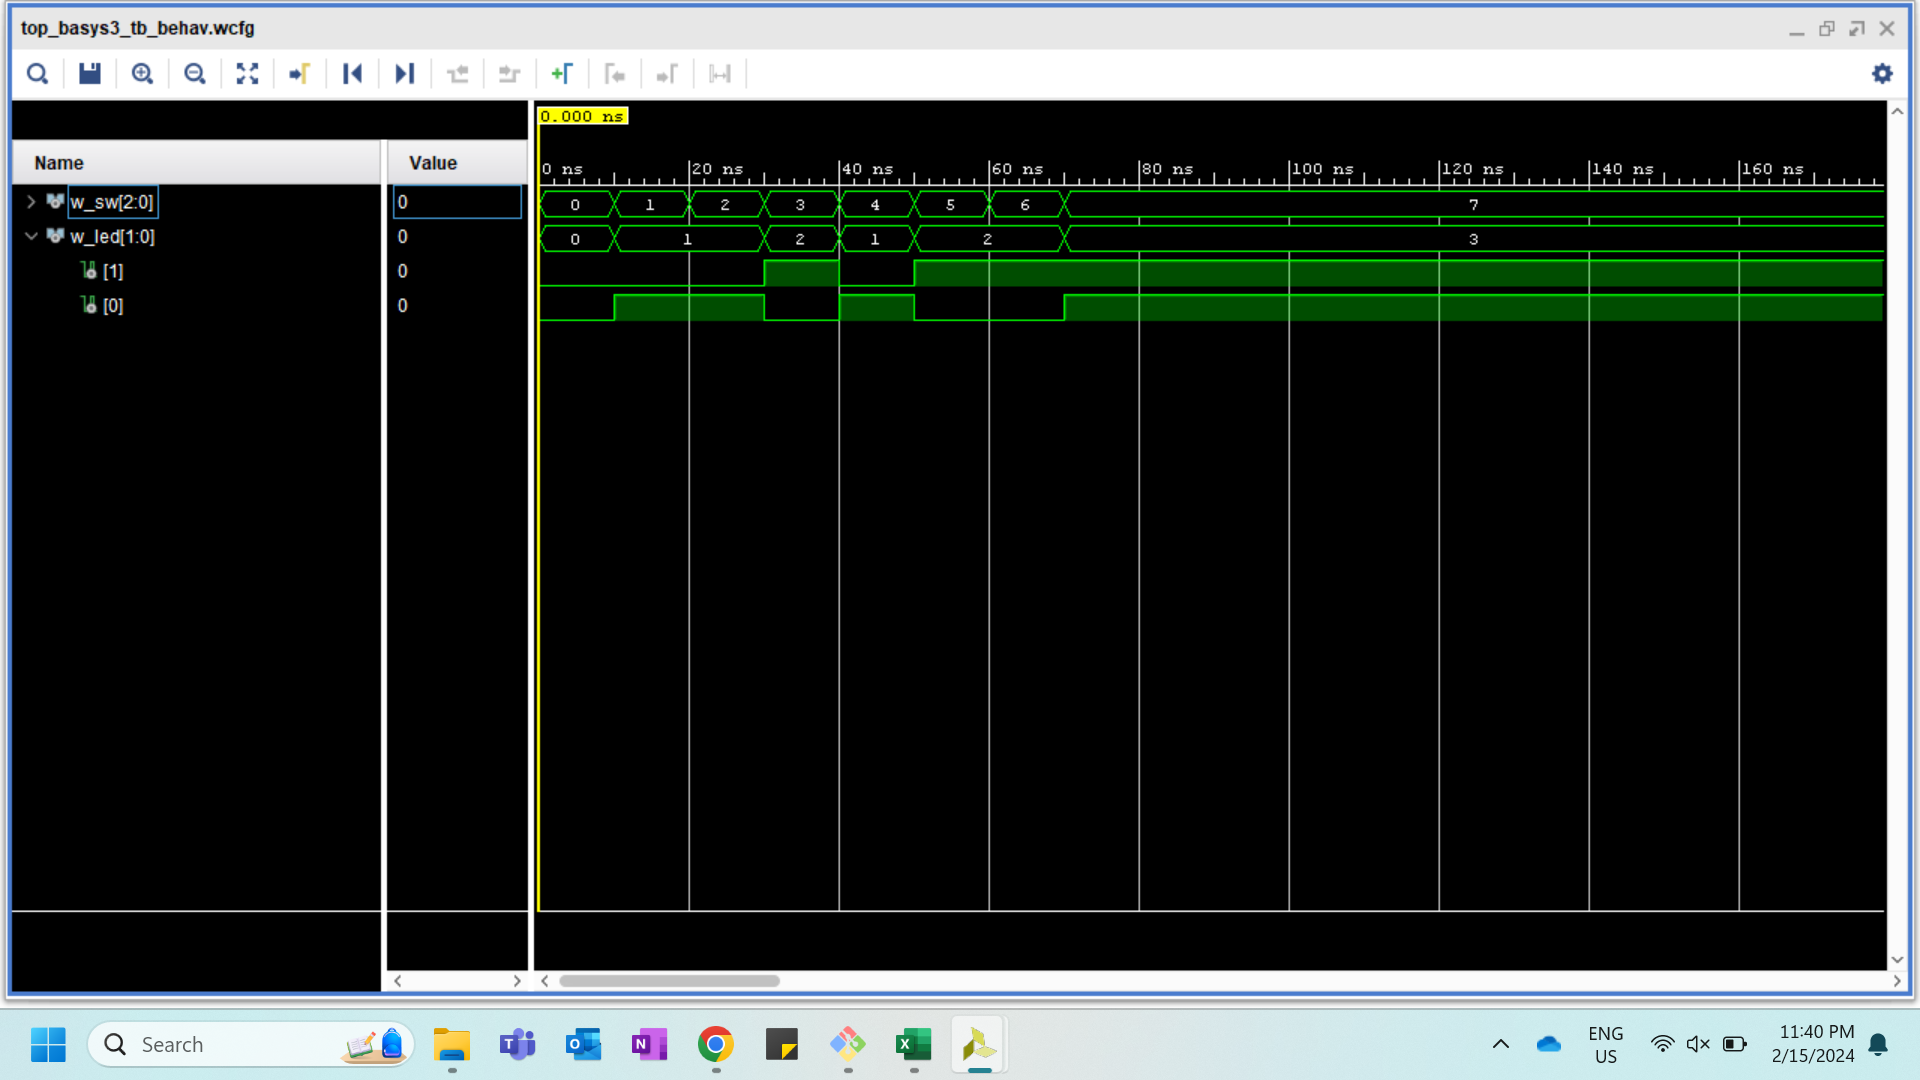 top_basys3_tb_behav.wcfg
0.000 ns
Name Value
0 ns 20 ns 40 ns 60 ns 80 ns 100 ns 120 ns 140 ns 160 ns
w_sw[2:0] 0 0 1 2 3 4 5 6 7
w_led[1:0] 0 0 1 2 1 2 3
[1] 0
[0] 0
Search
T
O
N
X
ENG
US
11:40 PM
2/15/2024